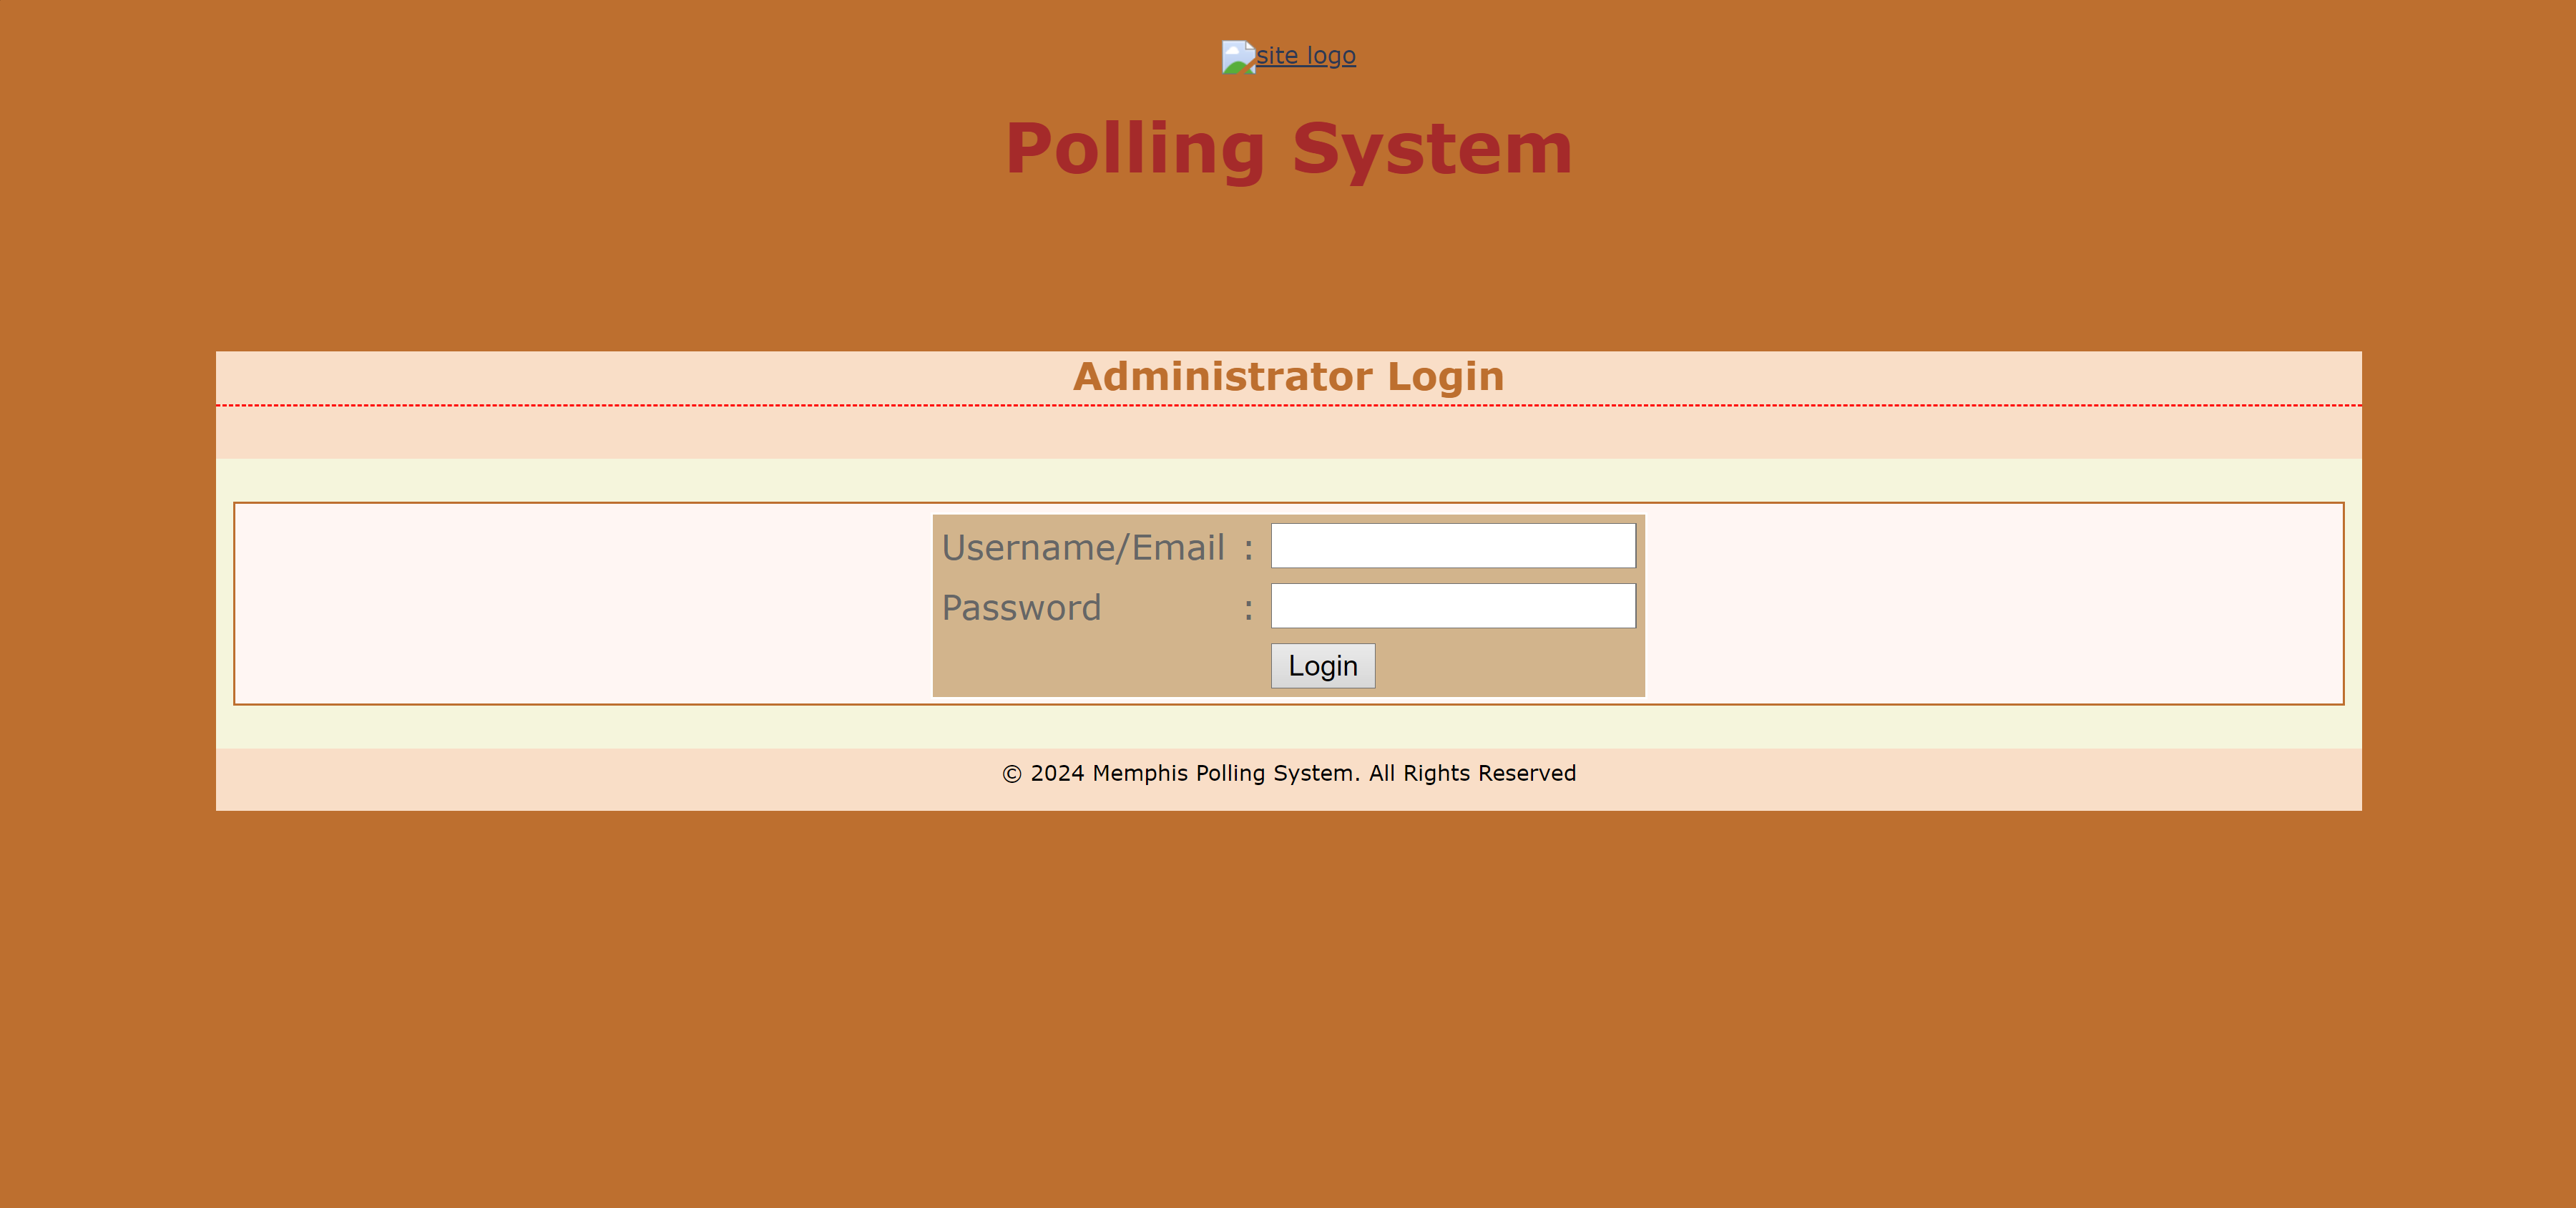 site logo
Polling System
Administrator Login
Username/Email :
Password :
Login
© 2024 Memphis Polling System. All Rights Reserved